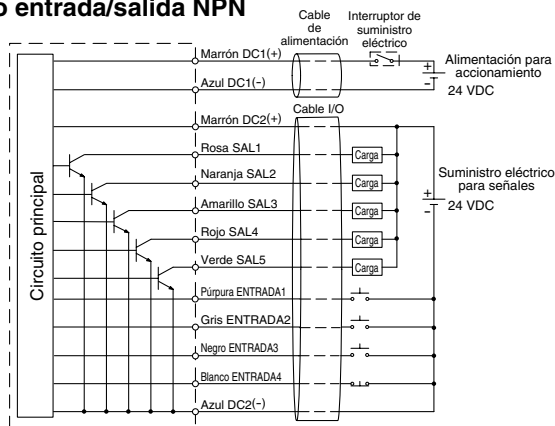 o entrada/salida NPN
Cable
de
alimentación
Interruptor de
suministro
eléctrico
Marrón DC1(+)
Alimentación para
accionamiento
24 VDC
+
-
Azul DC1(-)
Cable I/O
Marrón DC2(+)
Rosa SAL1
Carga
Naranja SAL2
Carga
Suministro eléctrico
para señales
24 VDC
+
-
Amarillo SAL3
Carga
Rojo SAL4
Carga
Verde SAL5
Carga
Circuito principal
Púrpura ENTRADA1
Gris ENTRADA2
Negro ENTRADA3
Blanco ENTRADA4
Azul DC2(-)